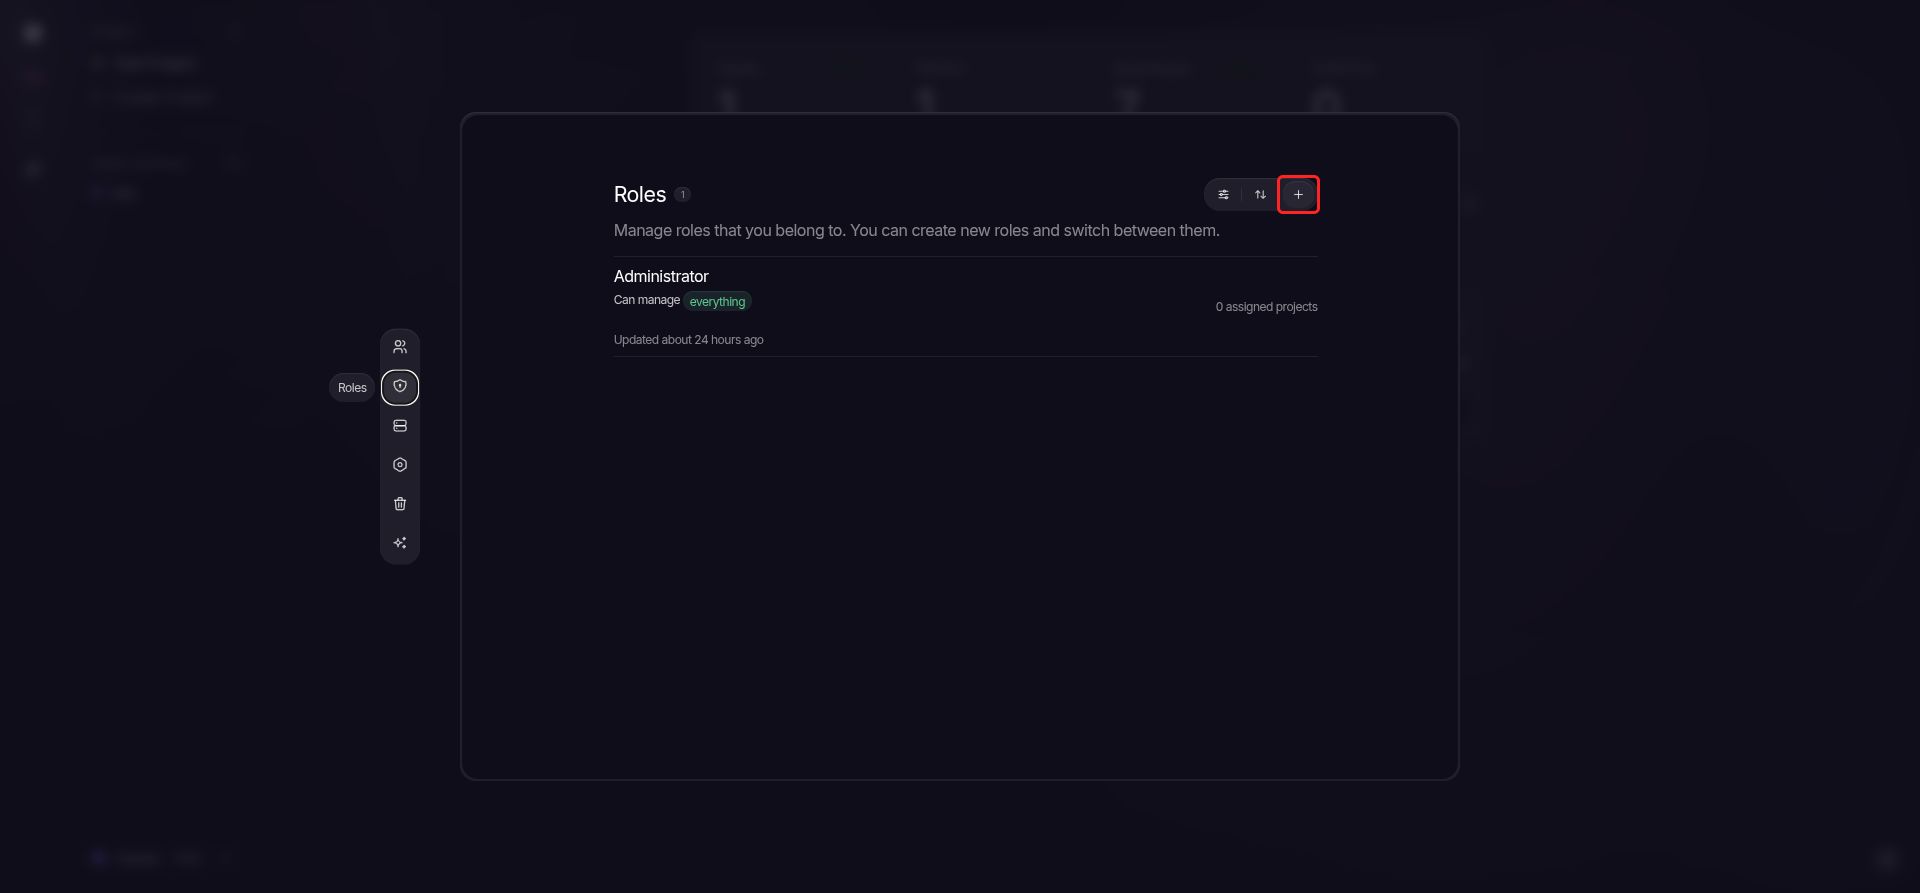 Roles 1
Manage roles that you belong to. You can create new roles and switch between them.
Administrator
Can manage everything
0 assigned projects
Updated about 24 hours ago
Roles